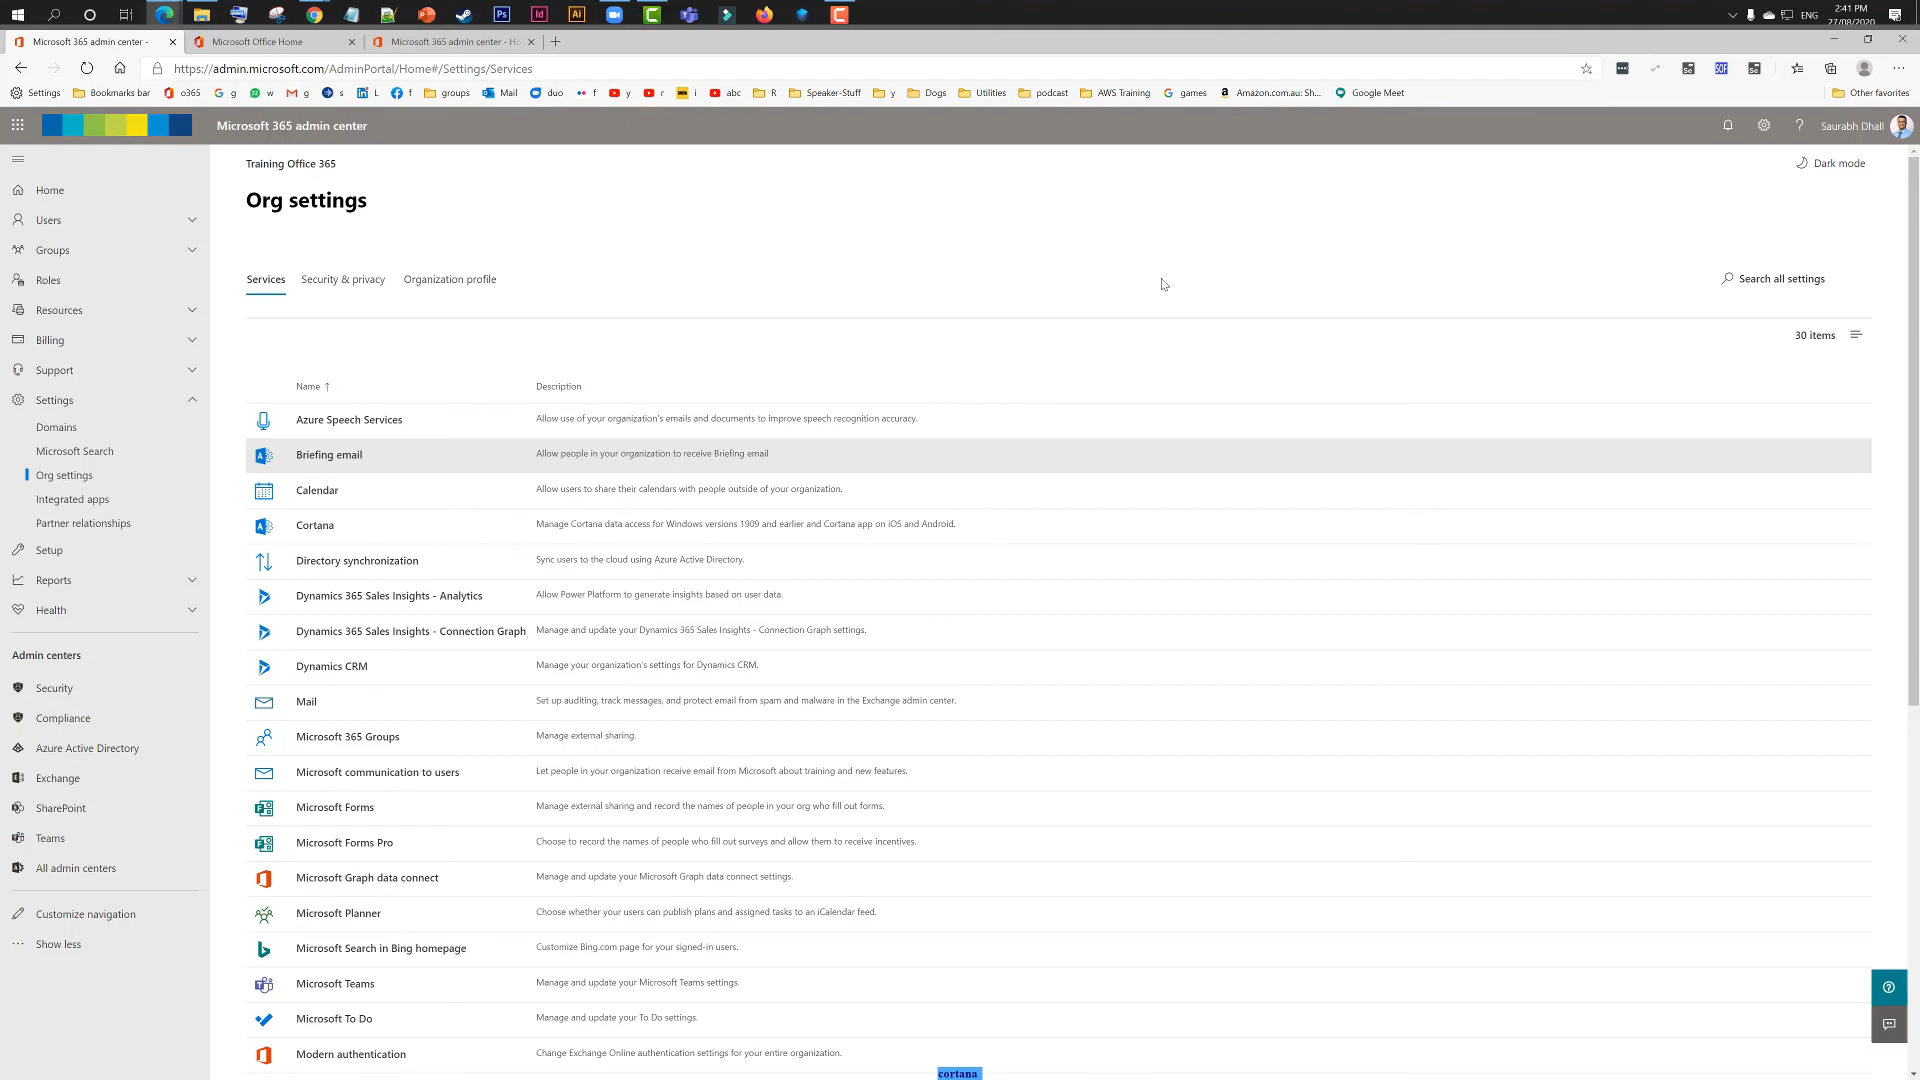 Ps
Id
Ai
ENG
2:41 PM
27/08/2020
Microsoft 365 admin center -
Microsoft Office Home
Microsoft 365 admin center - Ho
https://admin.microsoft.com/AdminPortal/Home#/Settings/Services
Settings
Bookmarks bar
o365
g
w
g
s
L
f
groups
Mail
duo
f
y
r
i
abc
R
Speaker-Stuff
y
Dogs
Utilities
podcast
AWS Training
games
Amazon.com.au: Sh...
Google Meet
Other favorites
Microsoft 365 admin center
Saurabh Dhall
Training Office 365
Dark mode
Org settings
Services
Security & privacy
Organization profile
Search all settings
30 items
Home
Users
Groups
Roles
Resources
Billing
Support
Settings
Domains
Microsoft Search
Org settings
Integrated apps
Partner relationships
Setup
Reports
Health
Admin centers
Security
Compliance
Azure Active Directory
Exchange
SharePoint
Teams
All admin centers
Customize navigation
Show less
Name ↑ Description
Azure Speech Services Allow use of your organization's emails and documents to improve speech recognition accuracy.
Briefing email Allow people in your organization to receive Briefing email
Calendar Allow users to share their calendars with people outside of your organization.
Cortana Manage Cortana data access for Windows versions 1909 and earlier and Cortana app on iOS and Android.
Directory synchronization Sync users to the cloud using Azure Active Directory.
Dynamics 365 Sales Insights - Analytics Allow Power Platform to generate insights based on user data.
Dynamics 365 Sales Insights - Connection Graph Manage and update your Dynamics 365 Sales Insights - Connection Graph settings.
Dynamics CRM Manage your organization's settings for Dynamics CRM.
Mail Set up auditing, track messages, and protect email from spam and malware in the Exchange admin center.
Microsoft 365 Groups Manage external sharing.
Microsoft communication to users Let people in your organization receive email from Microsoft about training and new features.
Microsoft Forms Manage external sharing and record the names of people in your org who fill out forms.
Microsoft Forms Pro Choose to record the names of people who fill out surveys and allow them to receive incentives.
Microsoft Graph data connect Manage and update your Microsoft Graph data connect settings.
Microsoft Planner Choose whether your users can publish plans and assigned tasks to an iCalendar feed.
Microsoft Search in Bing homepage Customize Bing.com page for your signed-in users.
Microsoft Teams Manage and update your Microsoft Teams settings.
Microsoft To Do Manage and update your To Do settings.
Modern authentication Change Exchange Online authentication settings for your entire organization.
cortana